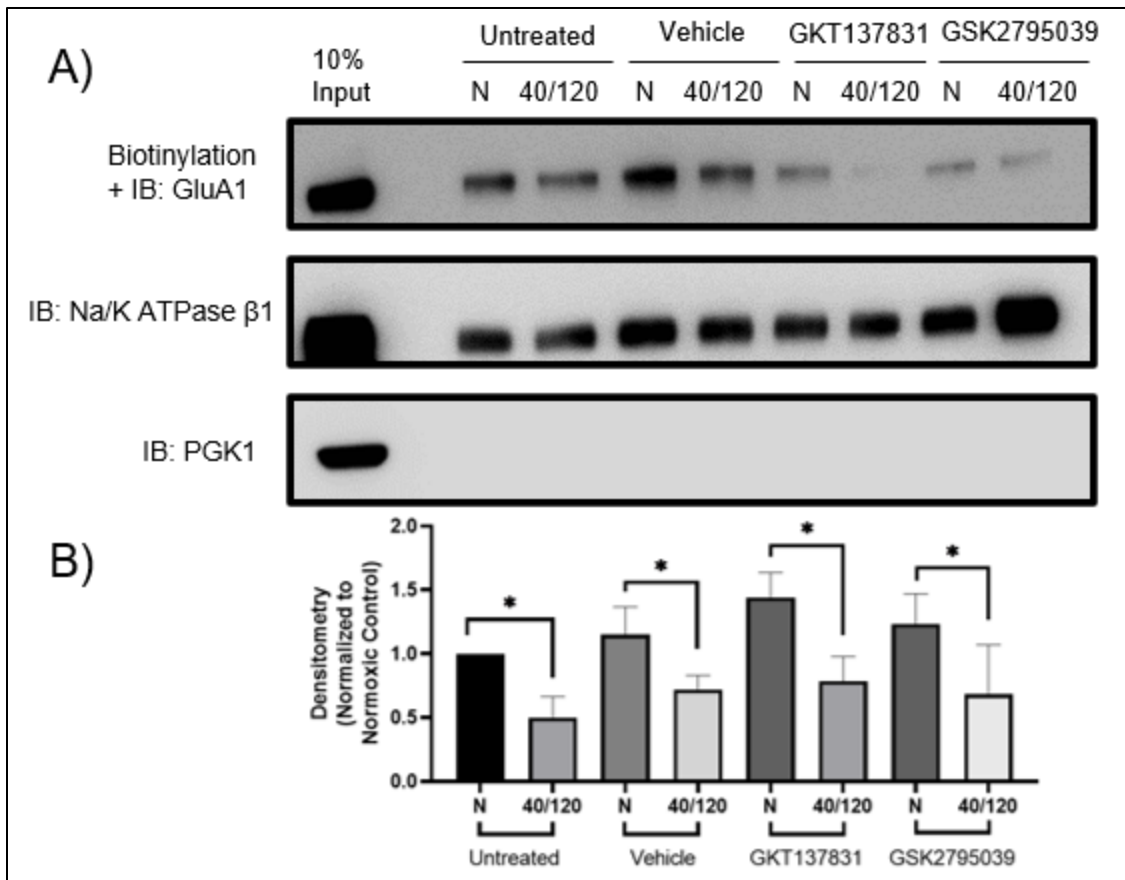 A)
10%
Input
Untreated Vehicle GKT137831 GSK2795039
N 40/120 N 40/120 N 40/120 N 40/120
Biotinylation
+ IB: GluA1
IB: Na/K ATPase β1
IB: PGK1
B)
Densitometry
(Normalized to
Normoxic Control)
2.0
1.5
1.0
0.5
0.0
* * * *
N 40/120 N 40/120 N 40/120 N 40/120
Untreated Vehicle GKT137831 GSK2795039